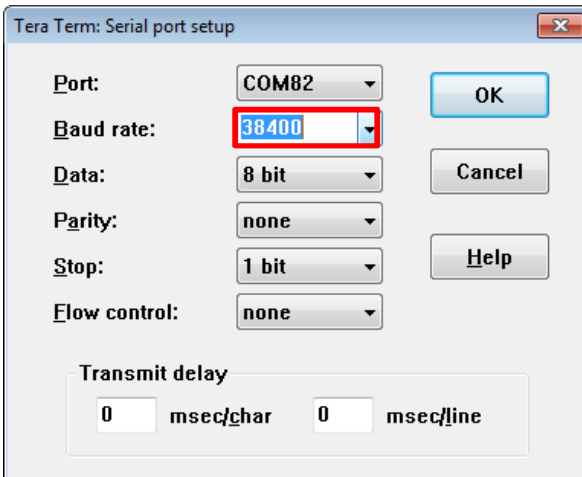 Tera Term: Serial port setup
Port: COM82
OK
Baud rate: 38400
Data: 8 bit
Cancel
Parity: none
Stop: 1 bit
Help
Flow control: none
Transmit delay
0 msec/char 0 msec/line